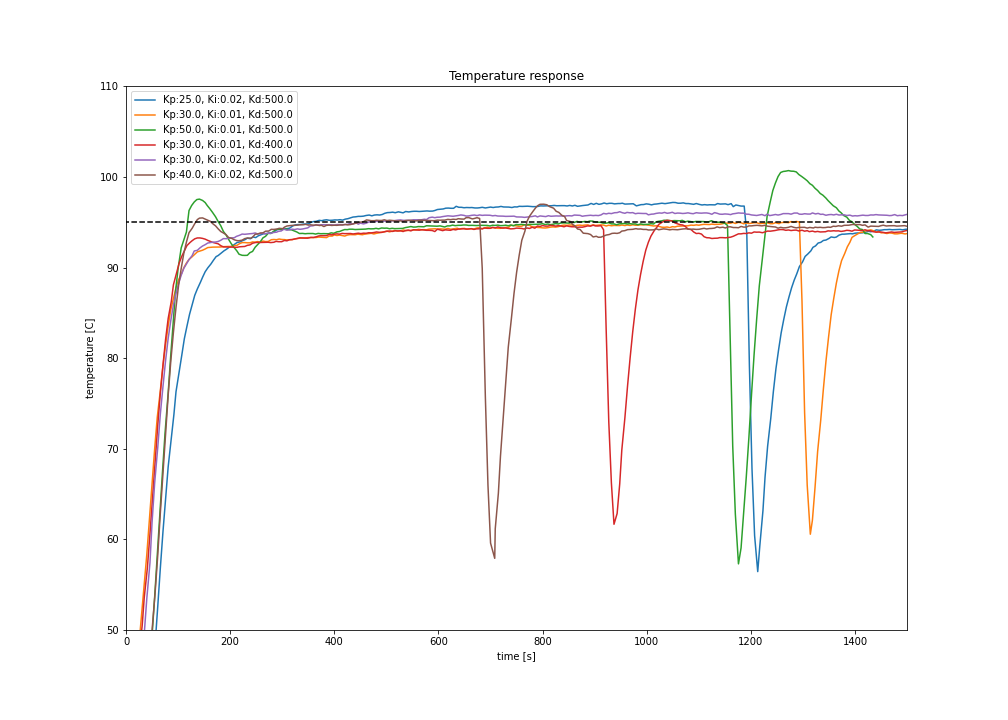 Temperature response
110
100
90
80
70
60
50
temperature [C]
Kp:25.0, Ki:0.02, Kd:500.0
Kp:30.0, Ki:0.01, Kd:500.0
Kp:50.0, Ki:0.01, Kd:500.0
Kp:30.0, Ki:0.01, Kd:400.0
Kp:30.0, Ki:0.02, Kd:500.0
Kp:40.0, Ki:0.02, Kd:500.0
0 200 400 600 800 1000 1200 1400
time [s]